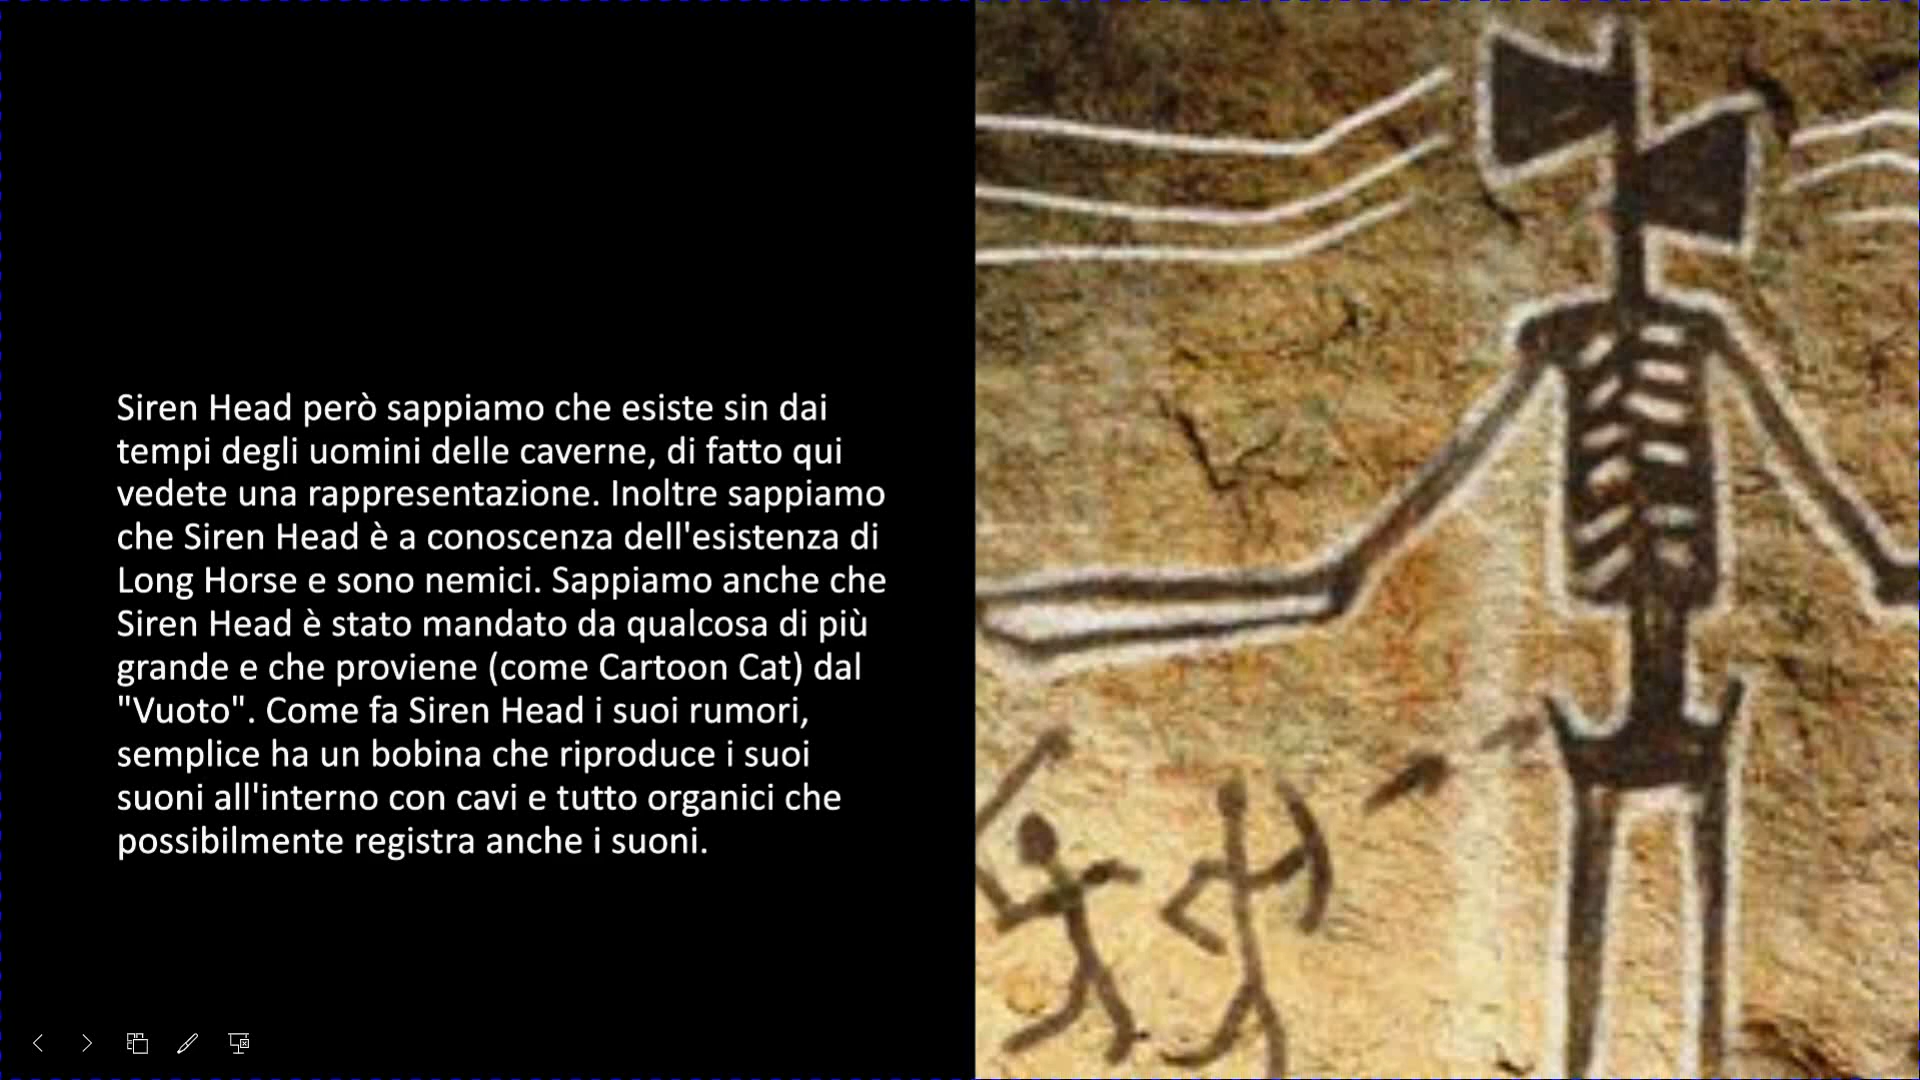 Siren Head però sappiamo che esiste sin dai
tempi degli uomini delle caverne, di fatto qui
vedete una rappresentazione. Inoltre sappiamo
che Siren Head è a conoscenza dell'esistenza di
Long Horse e sono nemici. Sappiamo anche che
Siren Head è stato mandato da qualcosa di più
grande e che proviene (come Cartoon Cat) dal
"Vuoto". Come fa Siren Head i suoi rumori,
semplice ha un bobina che riproduce i suoi
suoni all'interno con cavi e tutto organici che
possibilmente registra anche i suoni.